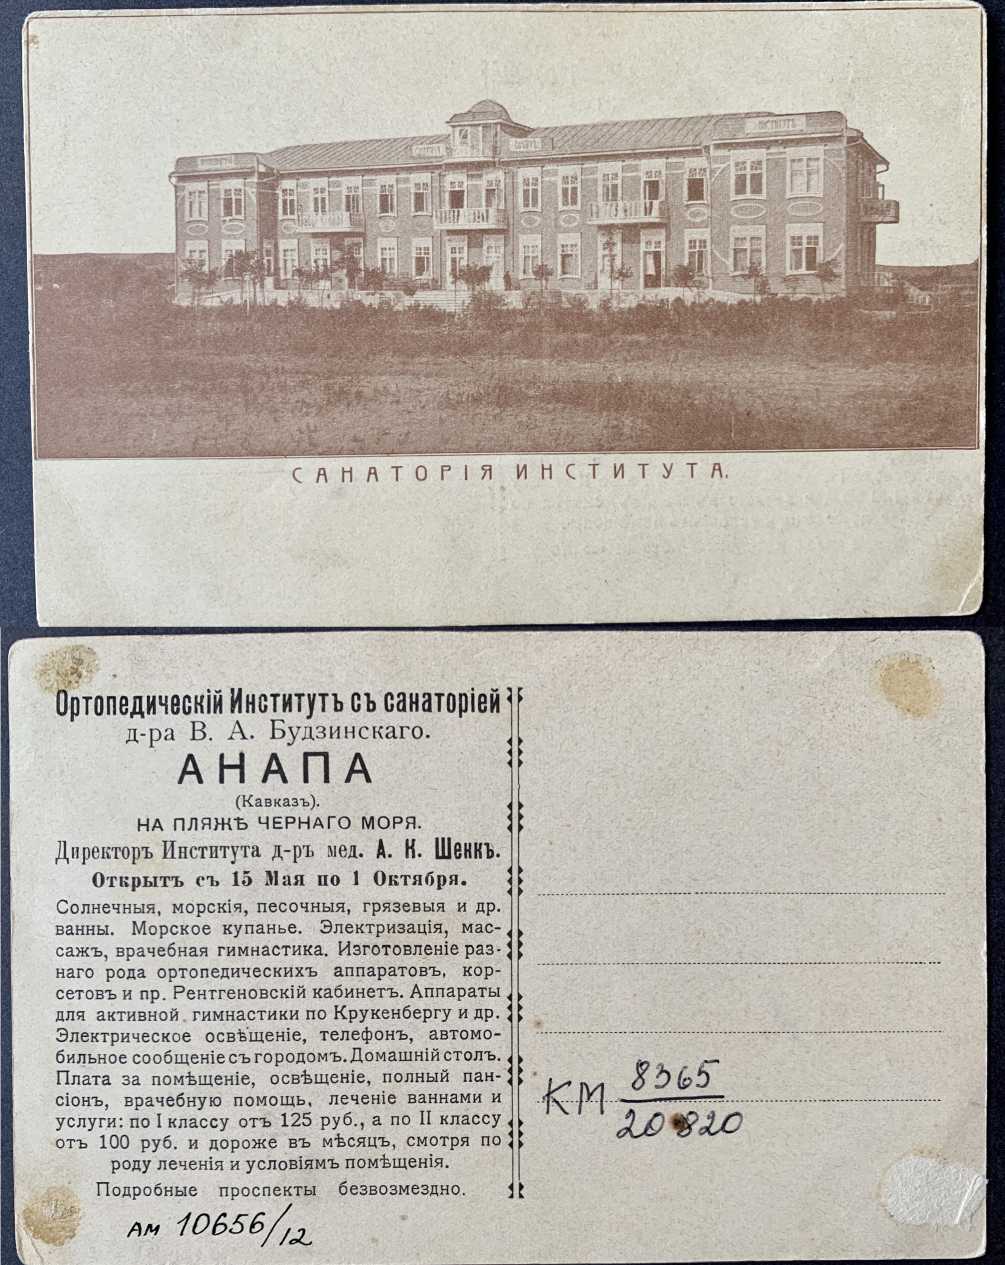 ИНСТИТУТЪ
САНАТОРІЯ ИНСТИТУТА.
Ортопедическій Институтъ съ санаторіей
д-ра В. А. Будзинскаго.
АНАПА
(Кавказъ).
НА ПЛЯЖѢ ЧЕРНАГО МОРЯ.
Директоръ Института д-ръ мед. А. К. Шенкъ.
Открытъ съ 15 Мая по 1 Октября.
Солнечныя, морскія, песочныя, грязевыя и др.
ванны. Морское купанье. Электризація, мас-
сажъ, врачебная гимнастика. Изготовленіе раз-
наго рода ортопедическихъ аппаратовъ, кор-
сетовъ и пр. Рентгеновскій кабинетъ. Аппараты
для активной гимнастики по Крукенбергу и др.
Электрическое освѣщеніе, телефонъ, автомо-
бильное сообщеніе съ городомъ. Домашній столъ.
Плата за помѣщеніе, освѣщеніе, полный пан-
сіонъ, врачебную помощь, леченіе ваннами и
услуги: по I классу отъ 125 руб., а по II классу
отъ 100 руб. и дороже въ мѣсяцъ, смотря по
роду леченія и условіямъ помѣщенія.
Подробные проспекты безвозмездно.
АМ 10656/12
КМ 8365
20820